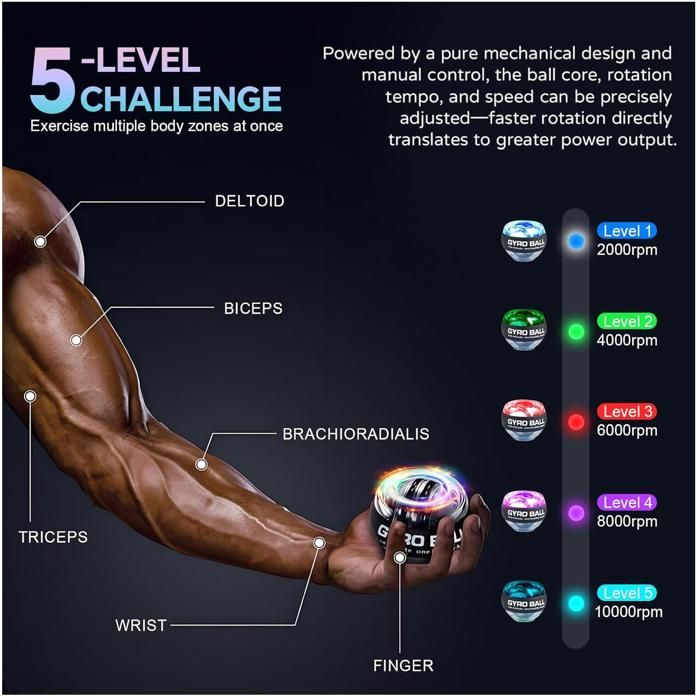 5-LEVEL
CHALLENGE
Exercise multiple body zones at once
Powered by a pure mechanical design and
manual control, the ball core, rotation
tempo, and speed can be precisely
adjusted—faster rotation directly
translates to greater power output.
DELTOID
BICEPS
BRACHIORADIALIS
TRICEPS
WRIST
FINGER
GYRO BALL
GYRO BALL
Level 1
2000rpm
GYRO BALL
Level 2
4000rpm
GYRO BALL
Level 3
6000rpm
GYRO BALL
Level 4
8000rpm
GYRO BALL
Level 5
10000rpm